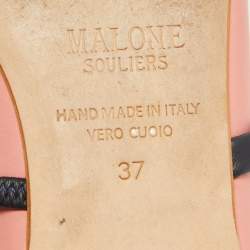 MALONE
SOULIERS
HAND MADE IN ITALY
VERO CUOIO
37